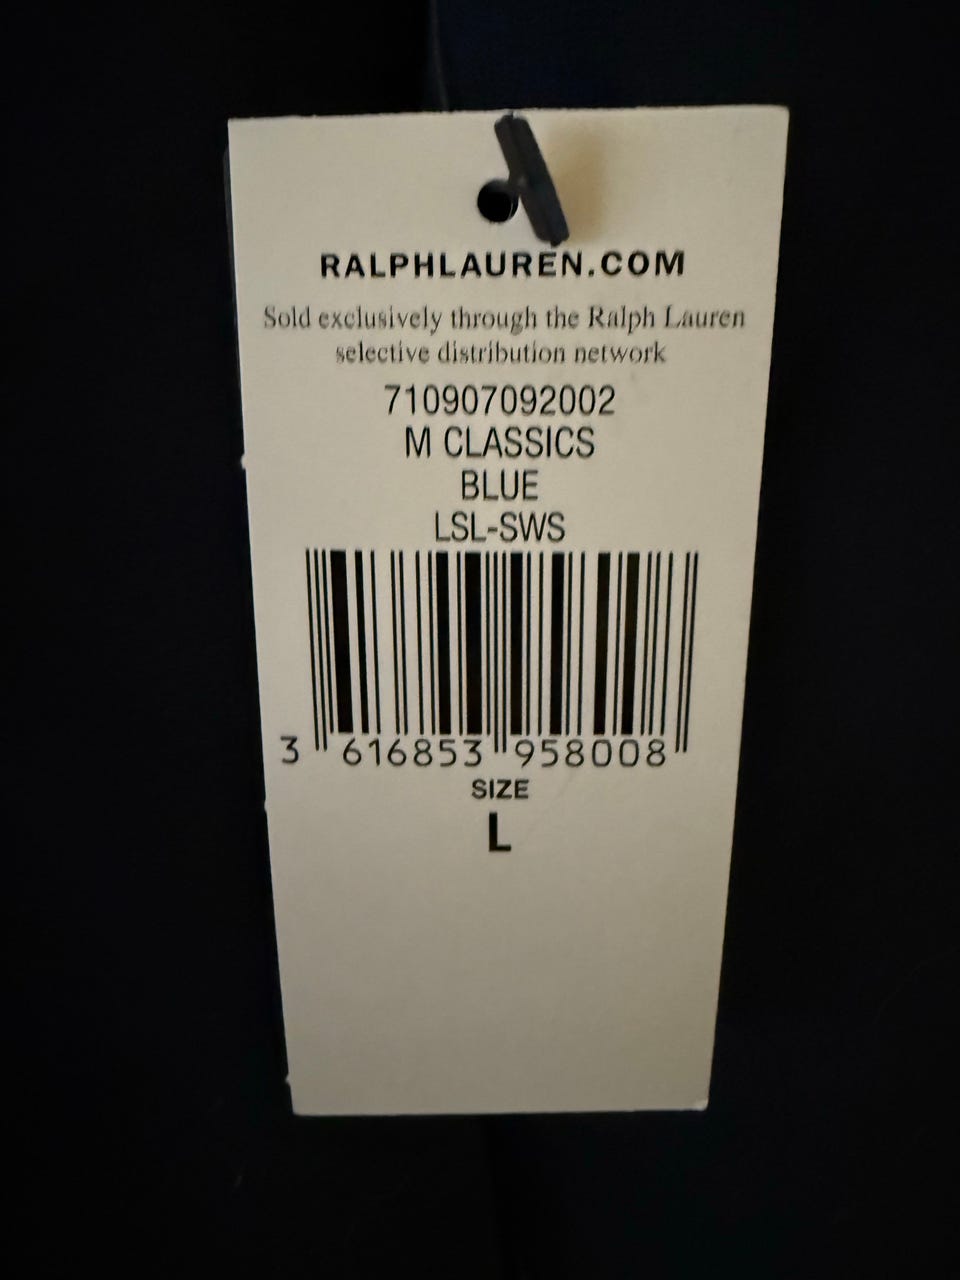 RALPHLAUREN.COM
Sold exclusively through the Ralph Lauren
selective distribution network
710907092002
M CLASSICS
BLUE
LSL-SWS
3 616853 958008
SIZE
L